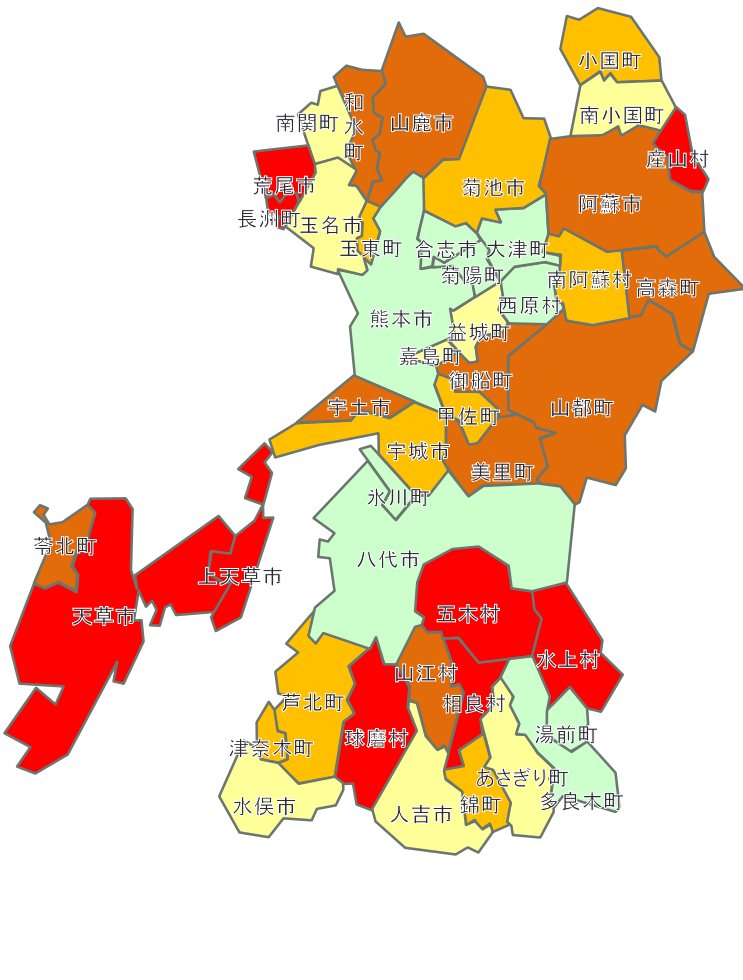 小国町
南小国町
南関町
和水町
山鹿市
産山村
荒尾市
菊池市
阿蘇市
長洲町
玉名市
玉東町
合志市
大津町
菊陽町
南阿蘇村
高森町
西原村
熊本市
益城町
嘉島町
御船町
宇土市
甲佐町
山都町
宇城市
美里町
氷川町
苓北町
八代市
上天草市
天草市
五木村
水上村
山江村
芦北町
相良村
球磨村
湯前町
津奈木町
あさぎり町
水俣市
人吉市
錦町
多良木町